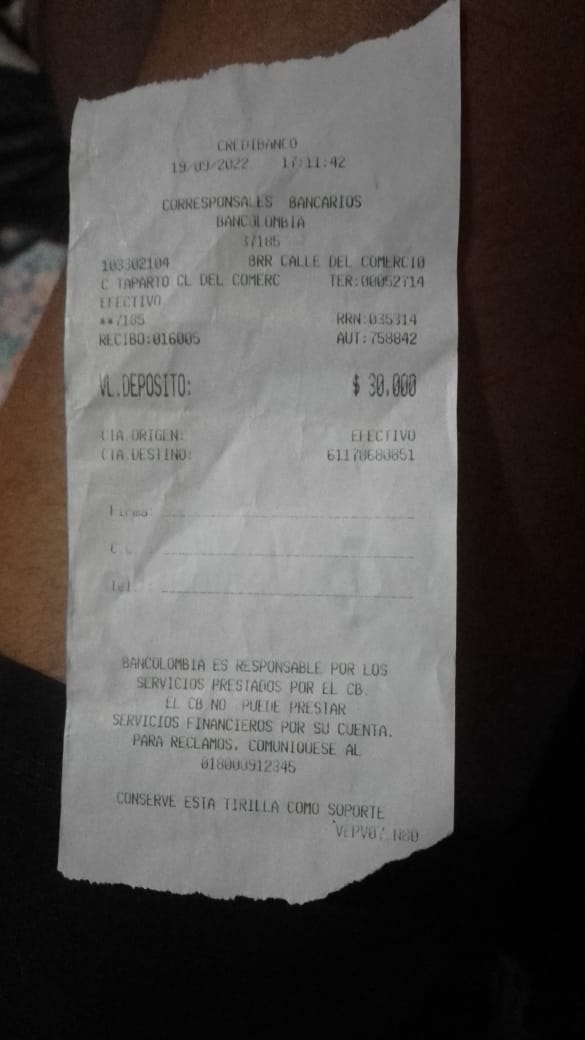 CREDIBANCO
19/09/2022 17:11:42
CORRESPONSALES BANCARIOS
BANCOLOMBIA
37185
103302104 BRR CALLE DEL COMERCIO
C TAPARTO CL DEL COMERC TER:00052714
EFECTIVO
**7185 RRN:035314
RECIBO:016005 AUT:758842
VL.DEPOSITO: $ 30.000
CTA.ORIGEN: EFECTIVO
CTA.DESTINO: 61178680851
Firma:
C.C. :
Tel. :
BANCOLOMBIA ES RESPONSABLE POR LOS
SERVICIOS PRESTADOS POR EL CB.
EL CB NO PUEDE PRESTAR
SERVICIOS FINANCIEROS POR SU CUENTA.
PARA RECLAMOS, COMUNIQUESE AL
018000912345
CONSERVE ESTA TIRILLA COMO SOPORTE